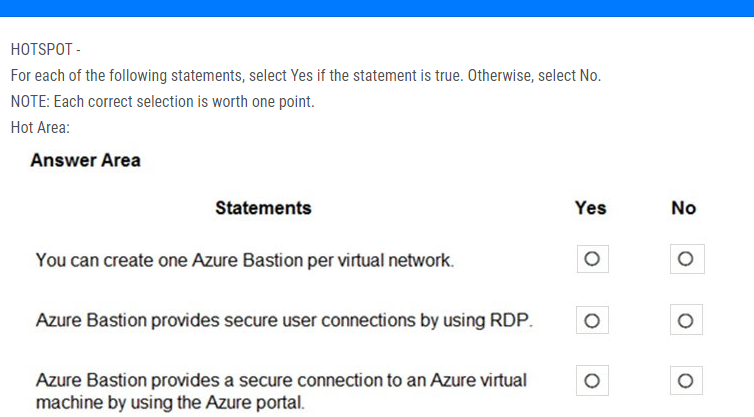 HOTSPOT -
For each of the following statements, select Yes if the statement is true. Otherwise, select No.
NOTE: Each correct selection is worth one point.
Hot Area:
Answer Area
Statements Yes No
You can create one Azure Bastion per virtual network.
Azure Bastion provides secure user connections by using RDP.
Azure Bastion provides a secure connection to an Azure virtual
machine by using the Azure portal.